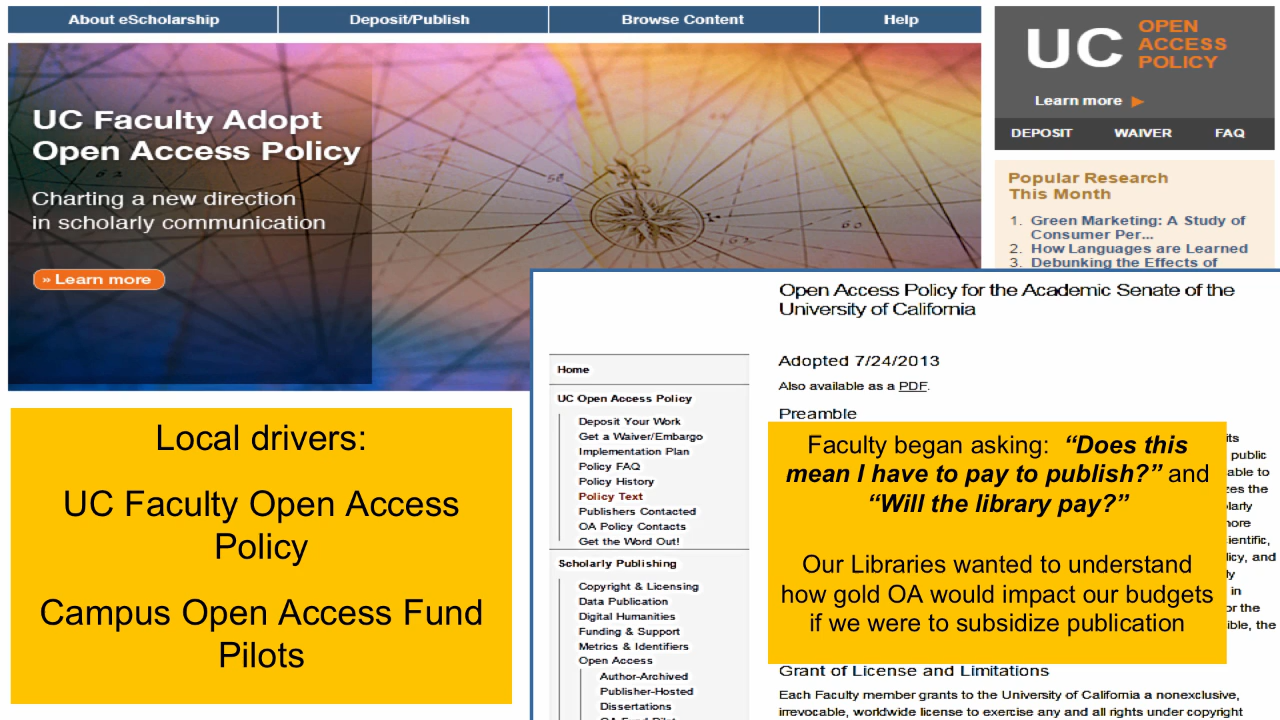 About eScholarship
Deposit/Publish
Browse Content
Help
UC OPEN
ACCESS
POLICY
Learn more
DEPOSIT
WAIVER
FAQ
UC Faculty Adopt
Open Access Policy
Charting a new direction
in scholarly communication
» Learn more
Popular Research
This Month
1. Green Marketing: A Study of
Consumer Per...
2. How Languages are Learned
3. Debunking the Effects of
Local drivers:
UC Faculty Open Access
Policy
Campus Open Access Fund
Pilots
Home
UC Open Access Policy
Deposit Your Work
Get a Waiver/Embargo
Implementation Plan
Policy FAQ
Policy History
Policy Text
Publishers Contacted
OA Policy Contacts
Get the Word Out!
Scholarly Publishing
Copyright & Licensing
Data Publication
Digital Humanities
Funding & Support
Metrics & Identifiers
Open Access
Author-Archived
Publisher-Hosted
Dissertations
Open Access Policy for the Academic Senate of the
University of California
Adopted 7/24/2013
Also available as a PDF.
Preamble
Faculty began asking: “Does this
mean I have to pay to publish?” and
“Will the library pay?”
Our Libraries wanted to understand
how gold OA would impact our budgets
if we were to subsidize publication
public
able to
the
more
and
in
or the
the
Grant of License and Limitations
Each Faculty member grants to the University of California a nonexclusive,
irrevocable, worldwide license to exercise any and all rights under copyright